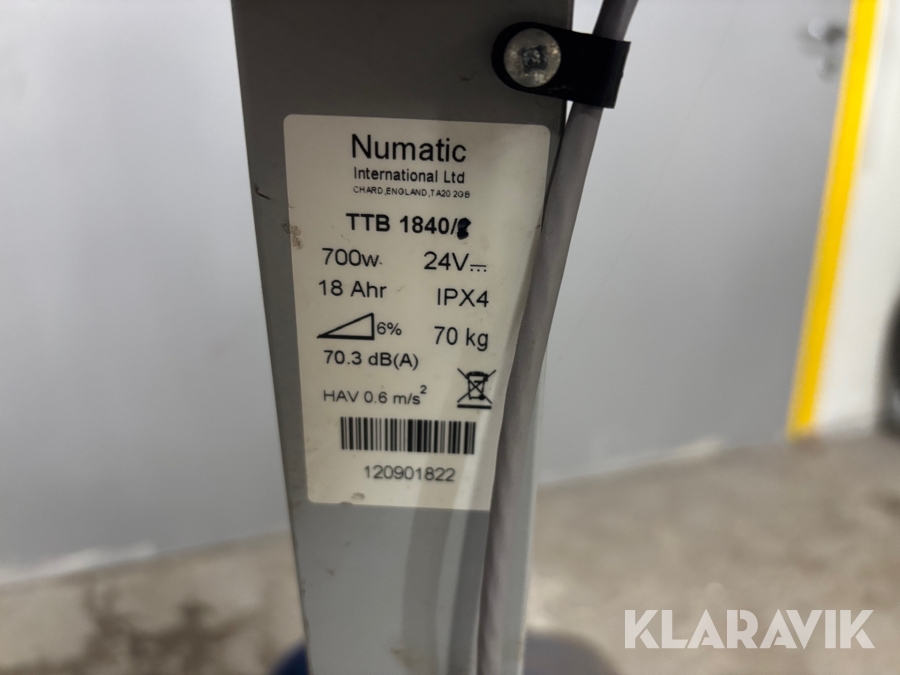 Numatic
International Ltd
CHARD, ENGLAND, TA20 2GB
TTB 1840/
700w 24V
18 Ahr IPX4
6% 70 kg
70.3 dB(A)
HAV 0.6 m/s²
120901822
KLARAVIK